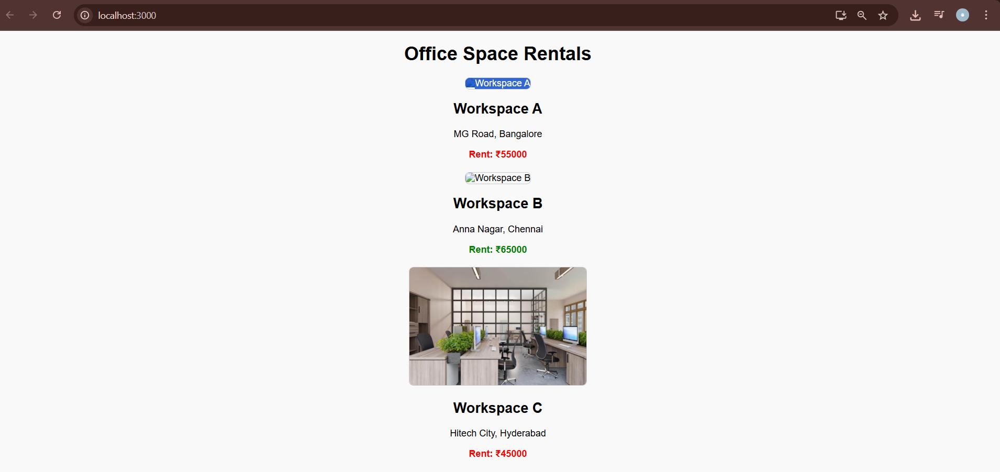 localhost:3000
Office Space Rentals
Workspace A
Workspace A
MG Road, Bangalore
Rent: ₹55000
Workspace B
Workspace B
Anna Nagar, Chennai
Rent: ₹65000
Workspace C
Hitech City, Hyderabad
Rent: ₹45000